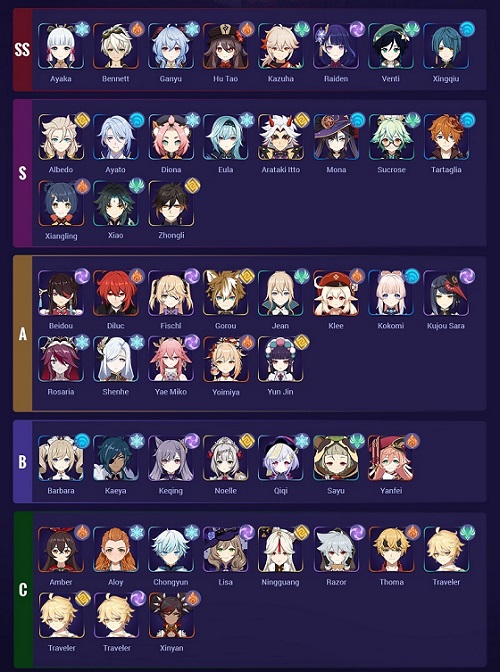 SS
Ayaka Bennett Ganyu Hu Tao Kazuha Raiden Venti Xingqiu
S
Albedo Ayato Diona Eula Arataki Itto Mona Sucrose Tartaglia
Xiangling Xiao Zhongli
A
Beidou Diluc Fischl Gorou Jean Klee Kokomi Kujou Sara
Rosaria Shenhe Yae Miko Yoimiya Yun Jin
B
Barbara Kaeya Keqing Noelle Qiqi Sayu Yanfei
C
Amber Aloy Chongyun Lisa Ningguang Razor Thoma Traveler
Traveler Traveler Xinyan